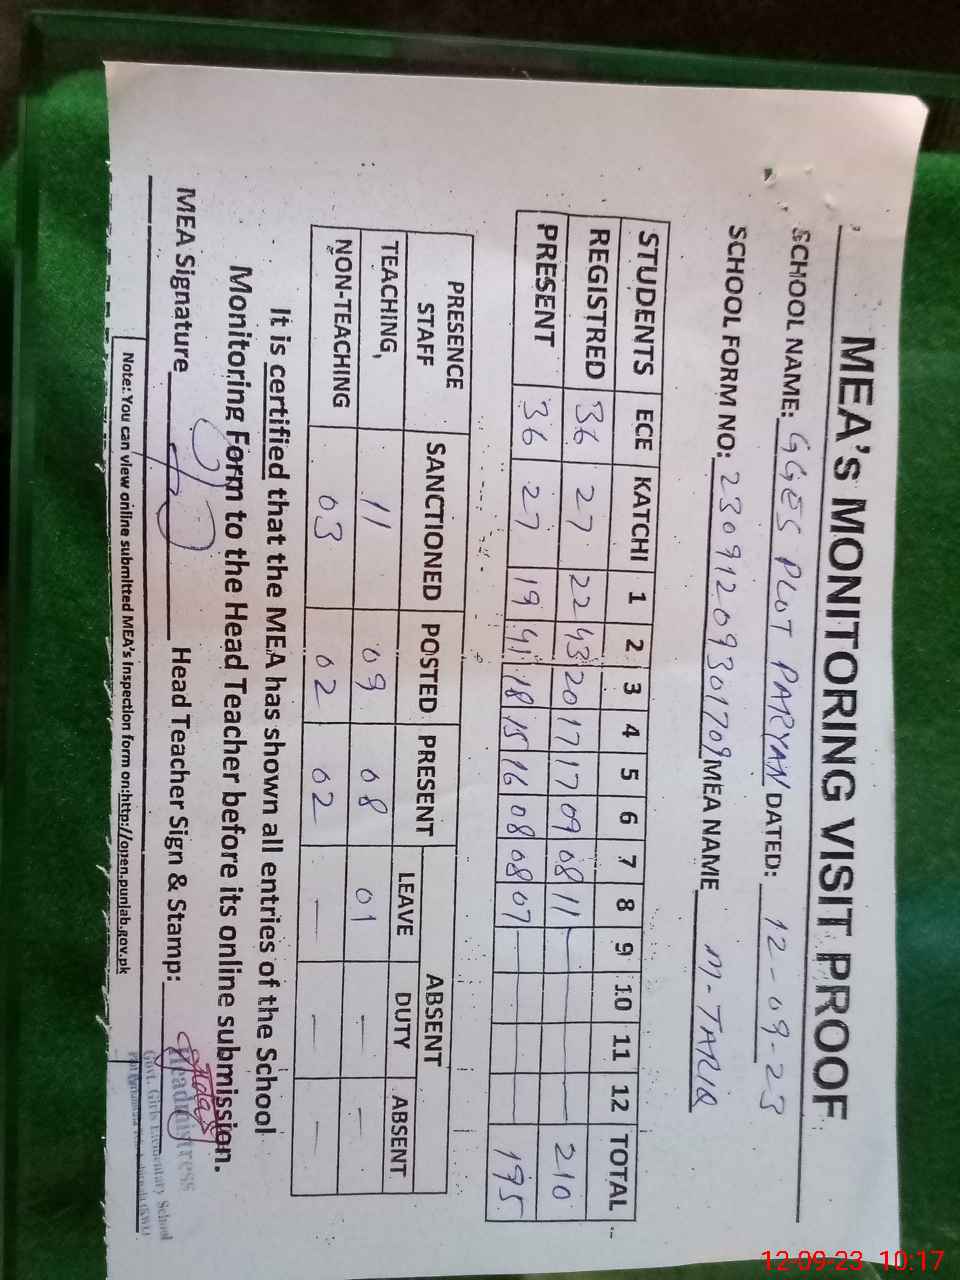 MEA's MONITORING VISIT PROOF
SCHOOL NAME: GGES PLOT PARYAN DATED: 12-09-23
SCHOOL FORM NO: 23091209301709 MEA NAME M-TARIQ
STUDENTS ECE KATCHI 1 2 3 4 5 6 7 8 9 10 11 12 TOTAL
REGISTRED 36 27 22 43 20 17 17 09 08 11 — — — — 210
PRESENT 36 27 19 41 18 15 16 08 08 07 — — — — 195
PRESENCE STAFF SANCTIONED POSTED PRESENT ABSENT
LEAVE DUTY ABSENT
TEACHING, 11 09 08 01 — —
NON-TEACHING 03 02 02 — — —
It is certified that the MEA has shown all entries of the School
Monitoring Form to the Head Teacher before its online submission.
MEA Signature Head Teacher Sign & Stamp:
Headmistress
Govt. Girls Elementary School
Note: You can view online submitted MEA's Inspection form on:http://open.punjab.gov.pk
12-09-23 10:17